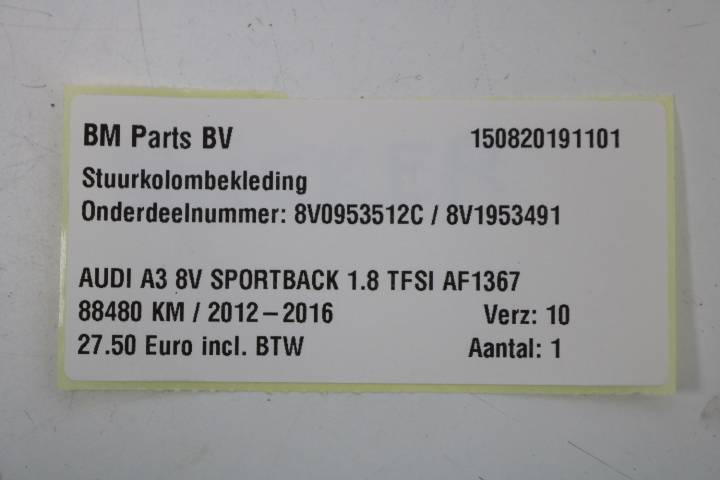 BM Parts BV 150820191101
Stuurkolombekleding
Onderdeelnummer: 8V0953512C / 8V1953491
AUDI A3 8V SPORTBACK 1.8 TFSI AF1367
88480 KM / 2012-2016 Verz: 10
27.50 Euro incl. BTW Aantal: 1